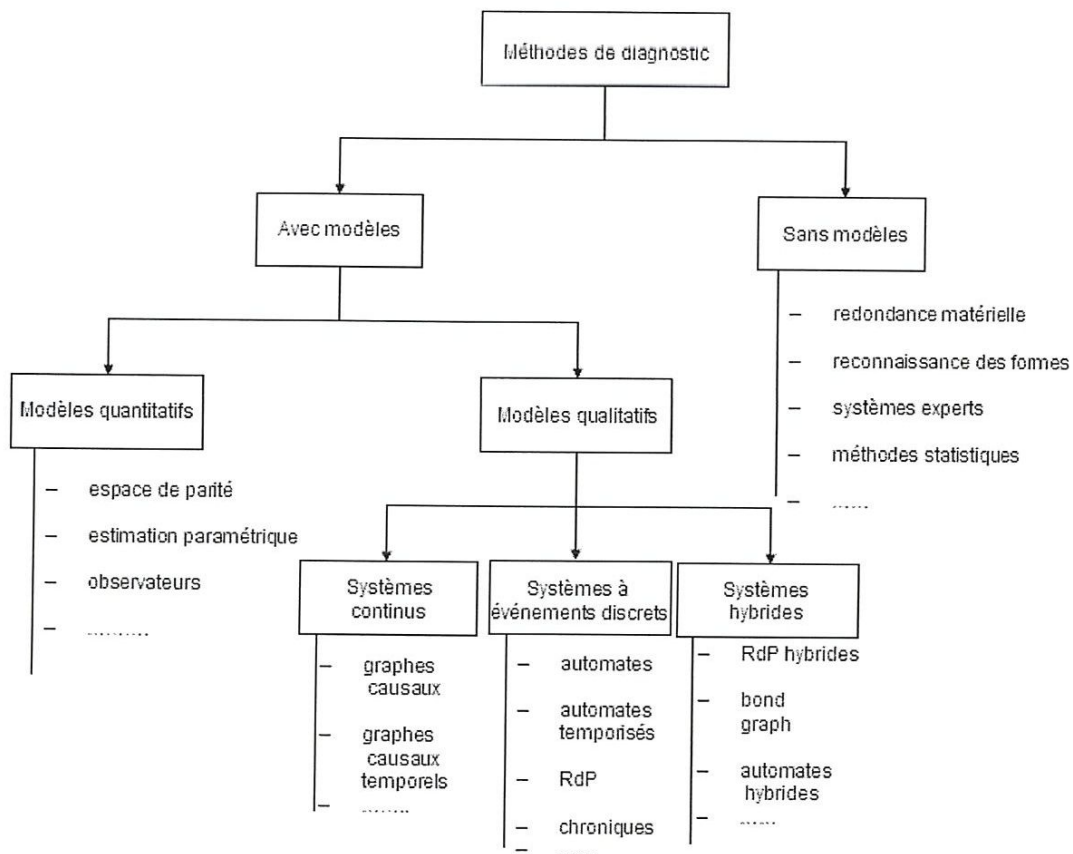 Méthodes de diagnostic
Avec modèles
Sans modèles
– redondance matérielle
– reconnaissance des formes
– systèmes experts
– méthodes statistiques
– ......
Modèles quantitatifs
– espace de parité
– estimation paramétrique
– observateurs
– ..........
Modèles qualitatifs
Systèmes
continus
– graphes
causaux
– graphes
causaux
temporels
– .......
Systèmes à
événements discrets
– automates
– automates
temporisés
– RdP
– chroniques
– .......
Systèmes
hybrides
– RdP hybrides
– bond
graph
– automates
hybrides
– ......